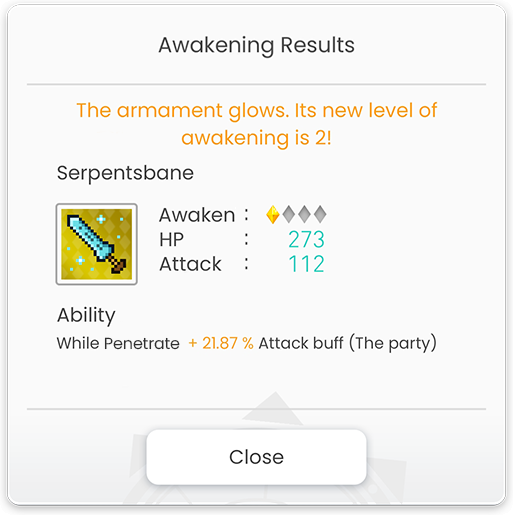 Awakening Results
The armament glows. Its new level of
awakening is 2!
Serpentsbane
Awaken :
HP : 273
Attack : 112
Ability
While Penetrate + 21.87 % Attack buff (The party)
Close